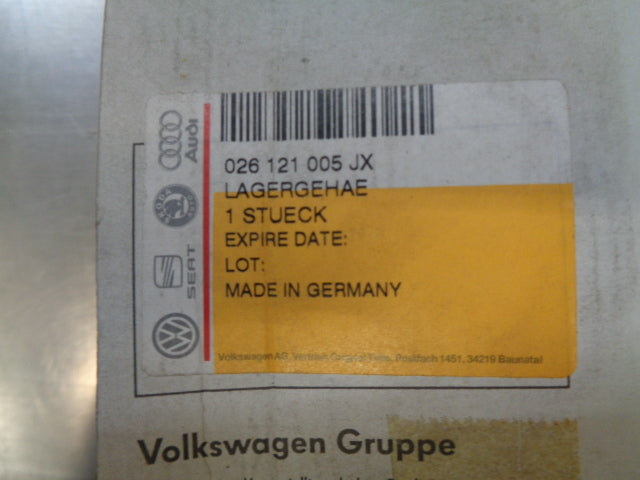 026 121 005 JX
LAGERGEHAE
1 STUECK
EXPIRE DATE:
LOT:
MADE IN GERMANY
Volkswagen AG, Vertrieb Original Teile, Postfach 1451, 34219 Baunatal
Audi
SKODA
SEAT
Volkswagen Gruppe